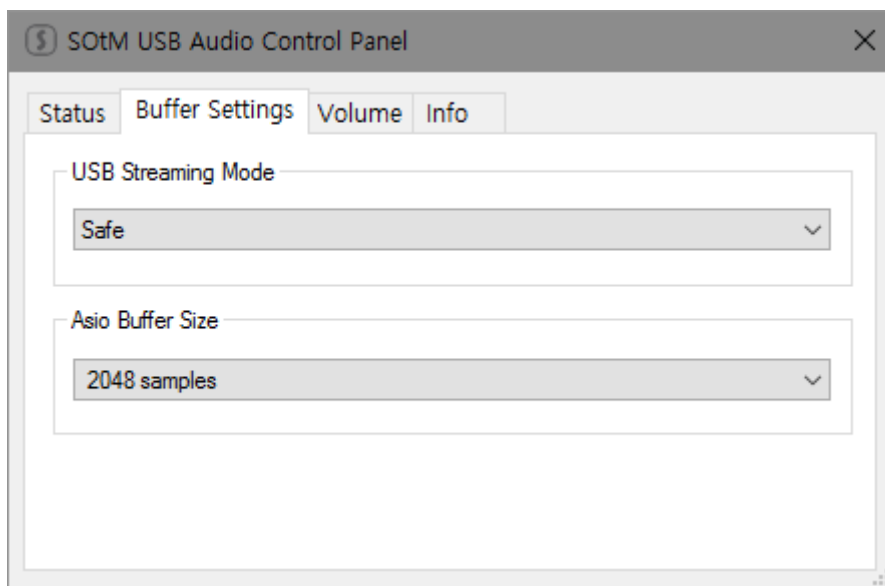 SOtM USB Audio Control Panel
Status Buffer Settings Volume Info
USB Streaming Mode
Safe
Asio Buffer Size
2048 samples